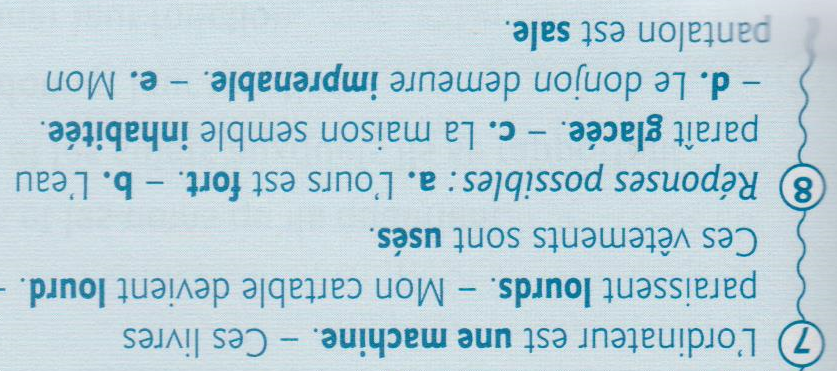 7 L'ordinateur est une machine. – Ces livres
paraissent lourds. – Mon cartable devient lourd. –
Ces vêtements sont usés.
8 Réponses possibles : a. L'ours est fort. – b. L'eau
paraît glacée. – c. La maison semble inhabitée.
– d. Le donjon demeure imprenable. – e. Mon
pantalon est sale.